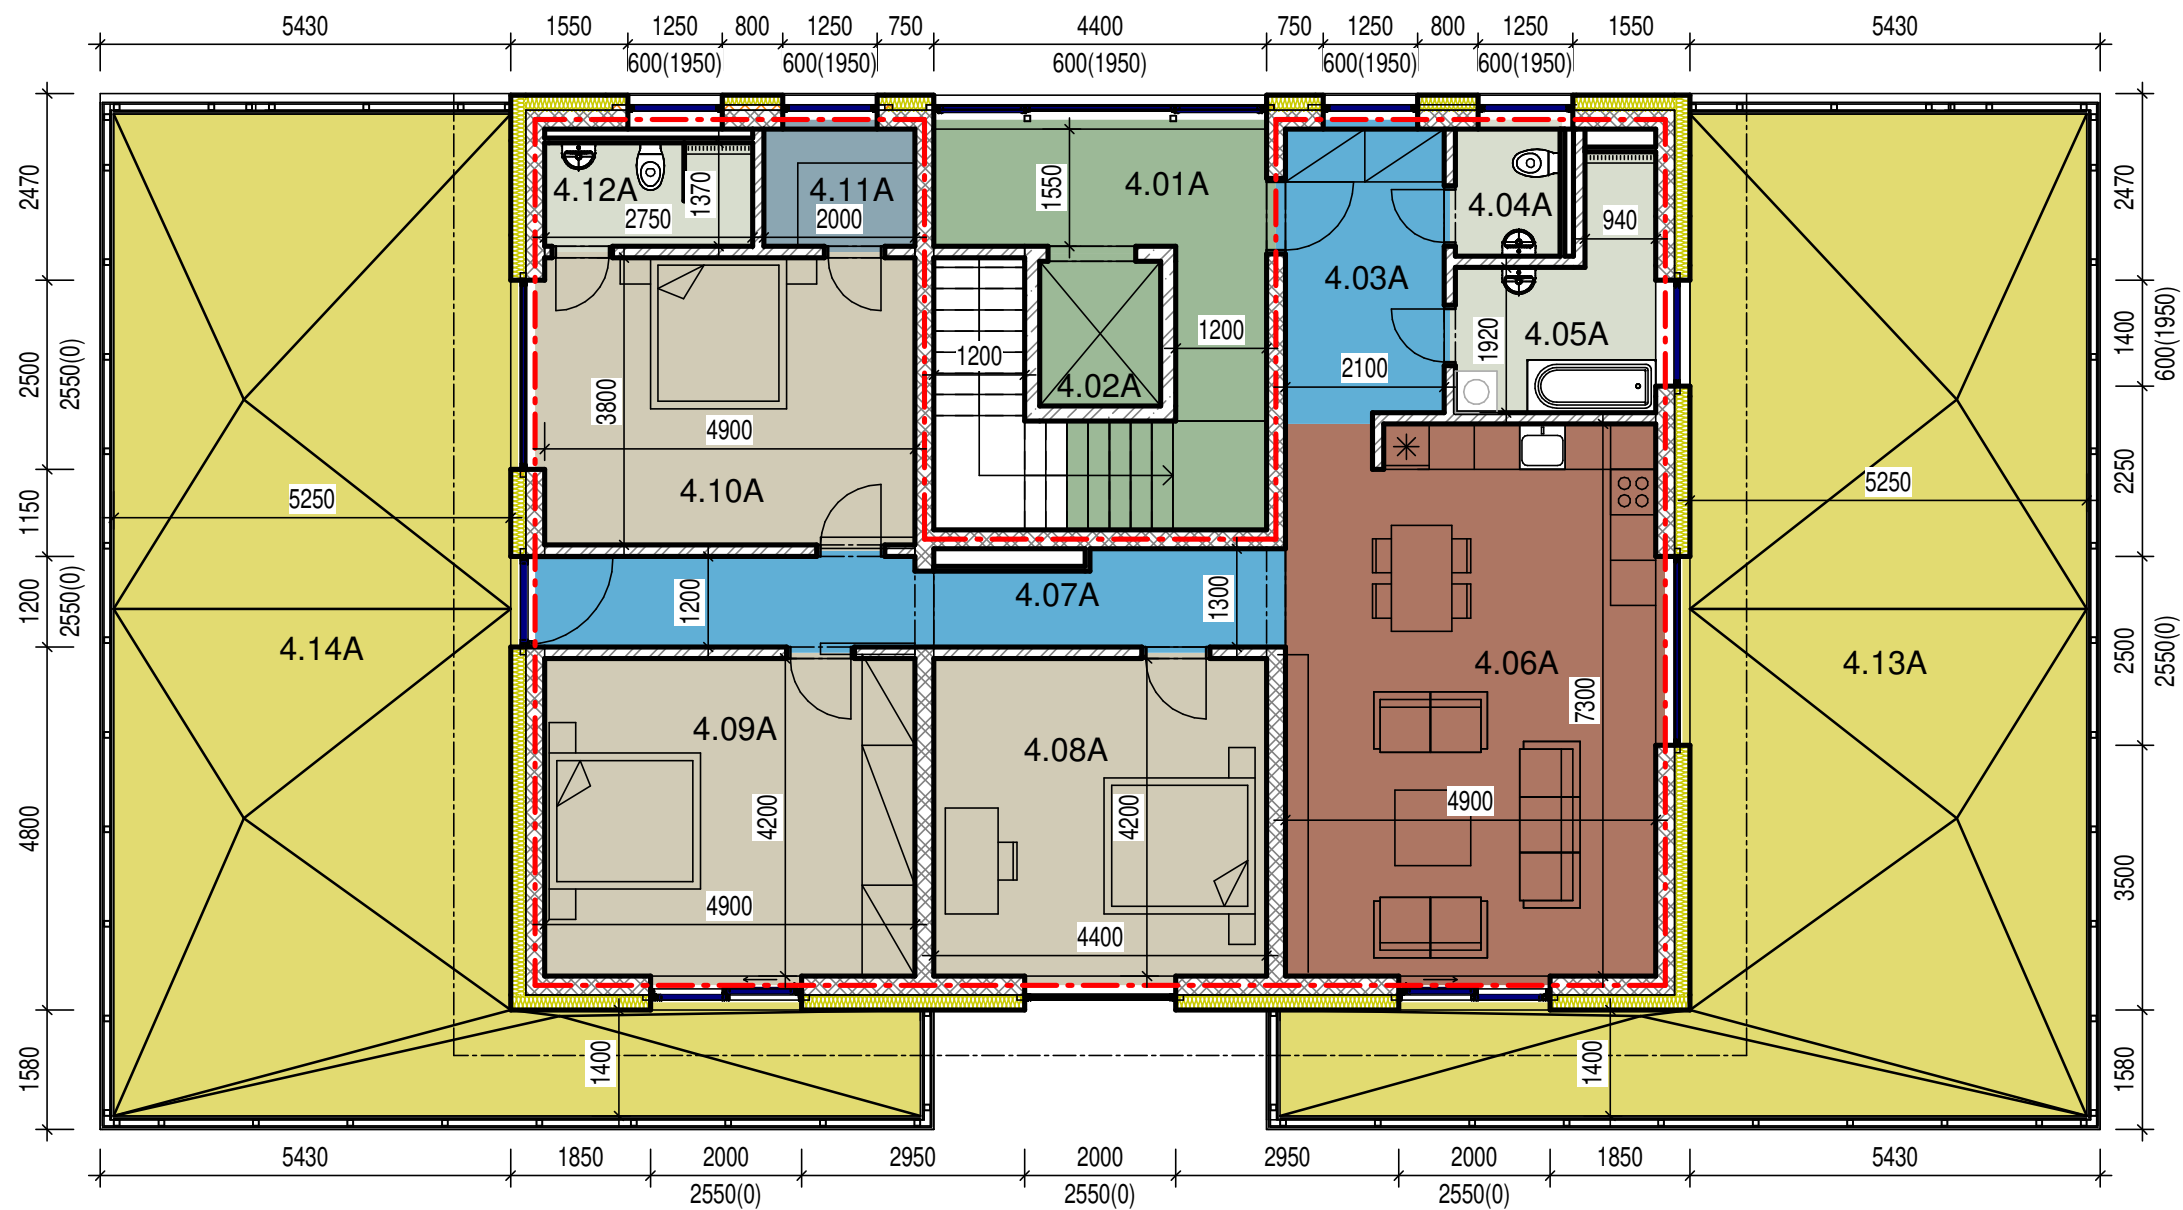 5430 1550 1250 800 1250 750 4400 750 1250 800 1250 1550 5430
600(1950) 600(1950) 600(1950) 600(1950) 600(1950)
2470 2500 2550(0) 1150 1200 2550(0) 4800 1580
4.12A 2750 1370
4.11A 2000
1550 4.01A
4.04A 940
4.03A 2100
1920 4.05A
1200 4.02A 1200
3800 4900 4.10A
5250 4.14A
1200 4.07A 1300
4.09A 4200 4900
4.08A 4200 4400
4.06A 7300 4900
5250 4.13A
1400 1400
2470 1400 600(1950) 2250 2500 2550(0) 3500 1580
5430 1850 2000 2950 2000 2950 2000 1850 5430
2550(0) 2550(0) 2550(0)